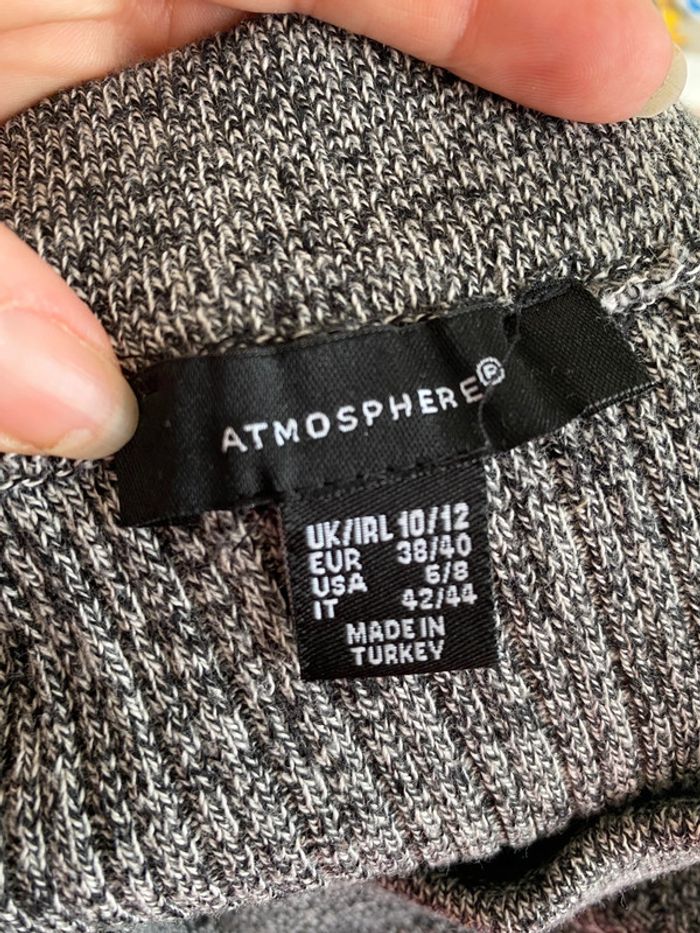 ATMOSPHERE®
UK/IRL 10/12
EUR 38/40
USA 6/8
IT 42/44
MADE IN
TURKEY